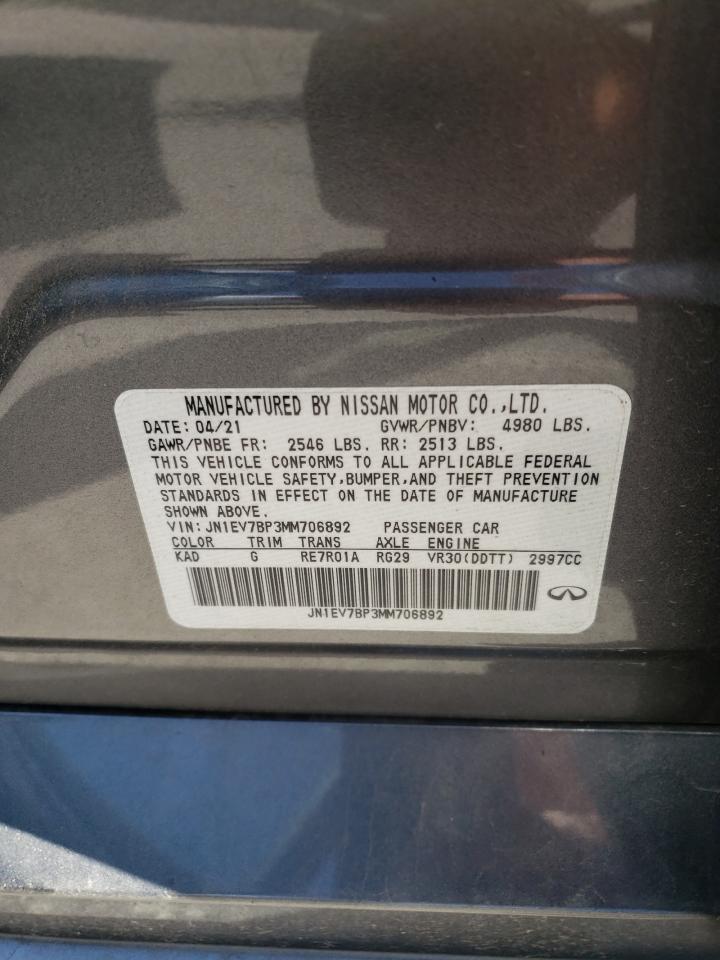 MANUFACTURED BY NISSAN MOTOR CO.,LTD.
DATE: 04/21 GVWR/PNBV: 4980 LBS.
GAWR/PNBE FR: 2546 LBS. RR: 2513 LBS.
THIS VEHICLE CONFORMS TO ALL APPLICABLE FEDERAL
MOTOR VEHICLE SAFETY,BUMPER,AND THEFT PREVENTION
STANDARDS IN EFFECT ON THE DATE OF MANUFACTURE
SHOWN ABOVE.
VIN: JN1EV7BP3MM706892 PASSENGER CAR
COLOR TRIM TRANS AXLE ENGINE
KAD G RE7R01A RG29 VR30(DDTT) 2997CC
JN1EV7BP3MM706892